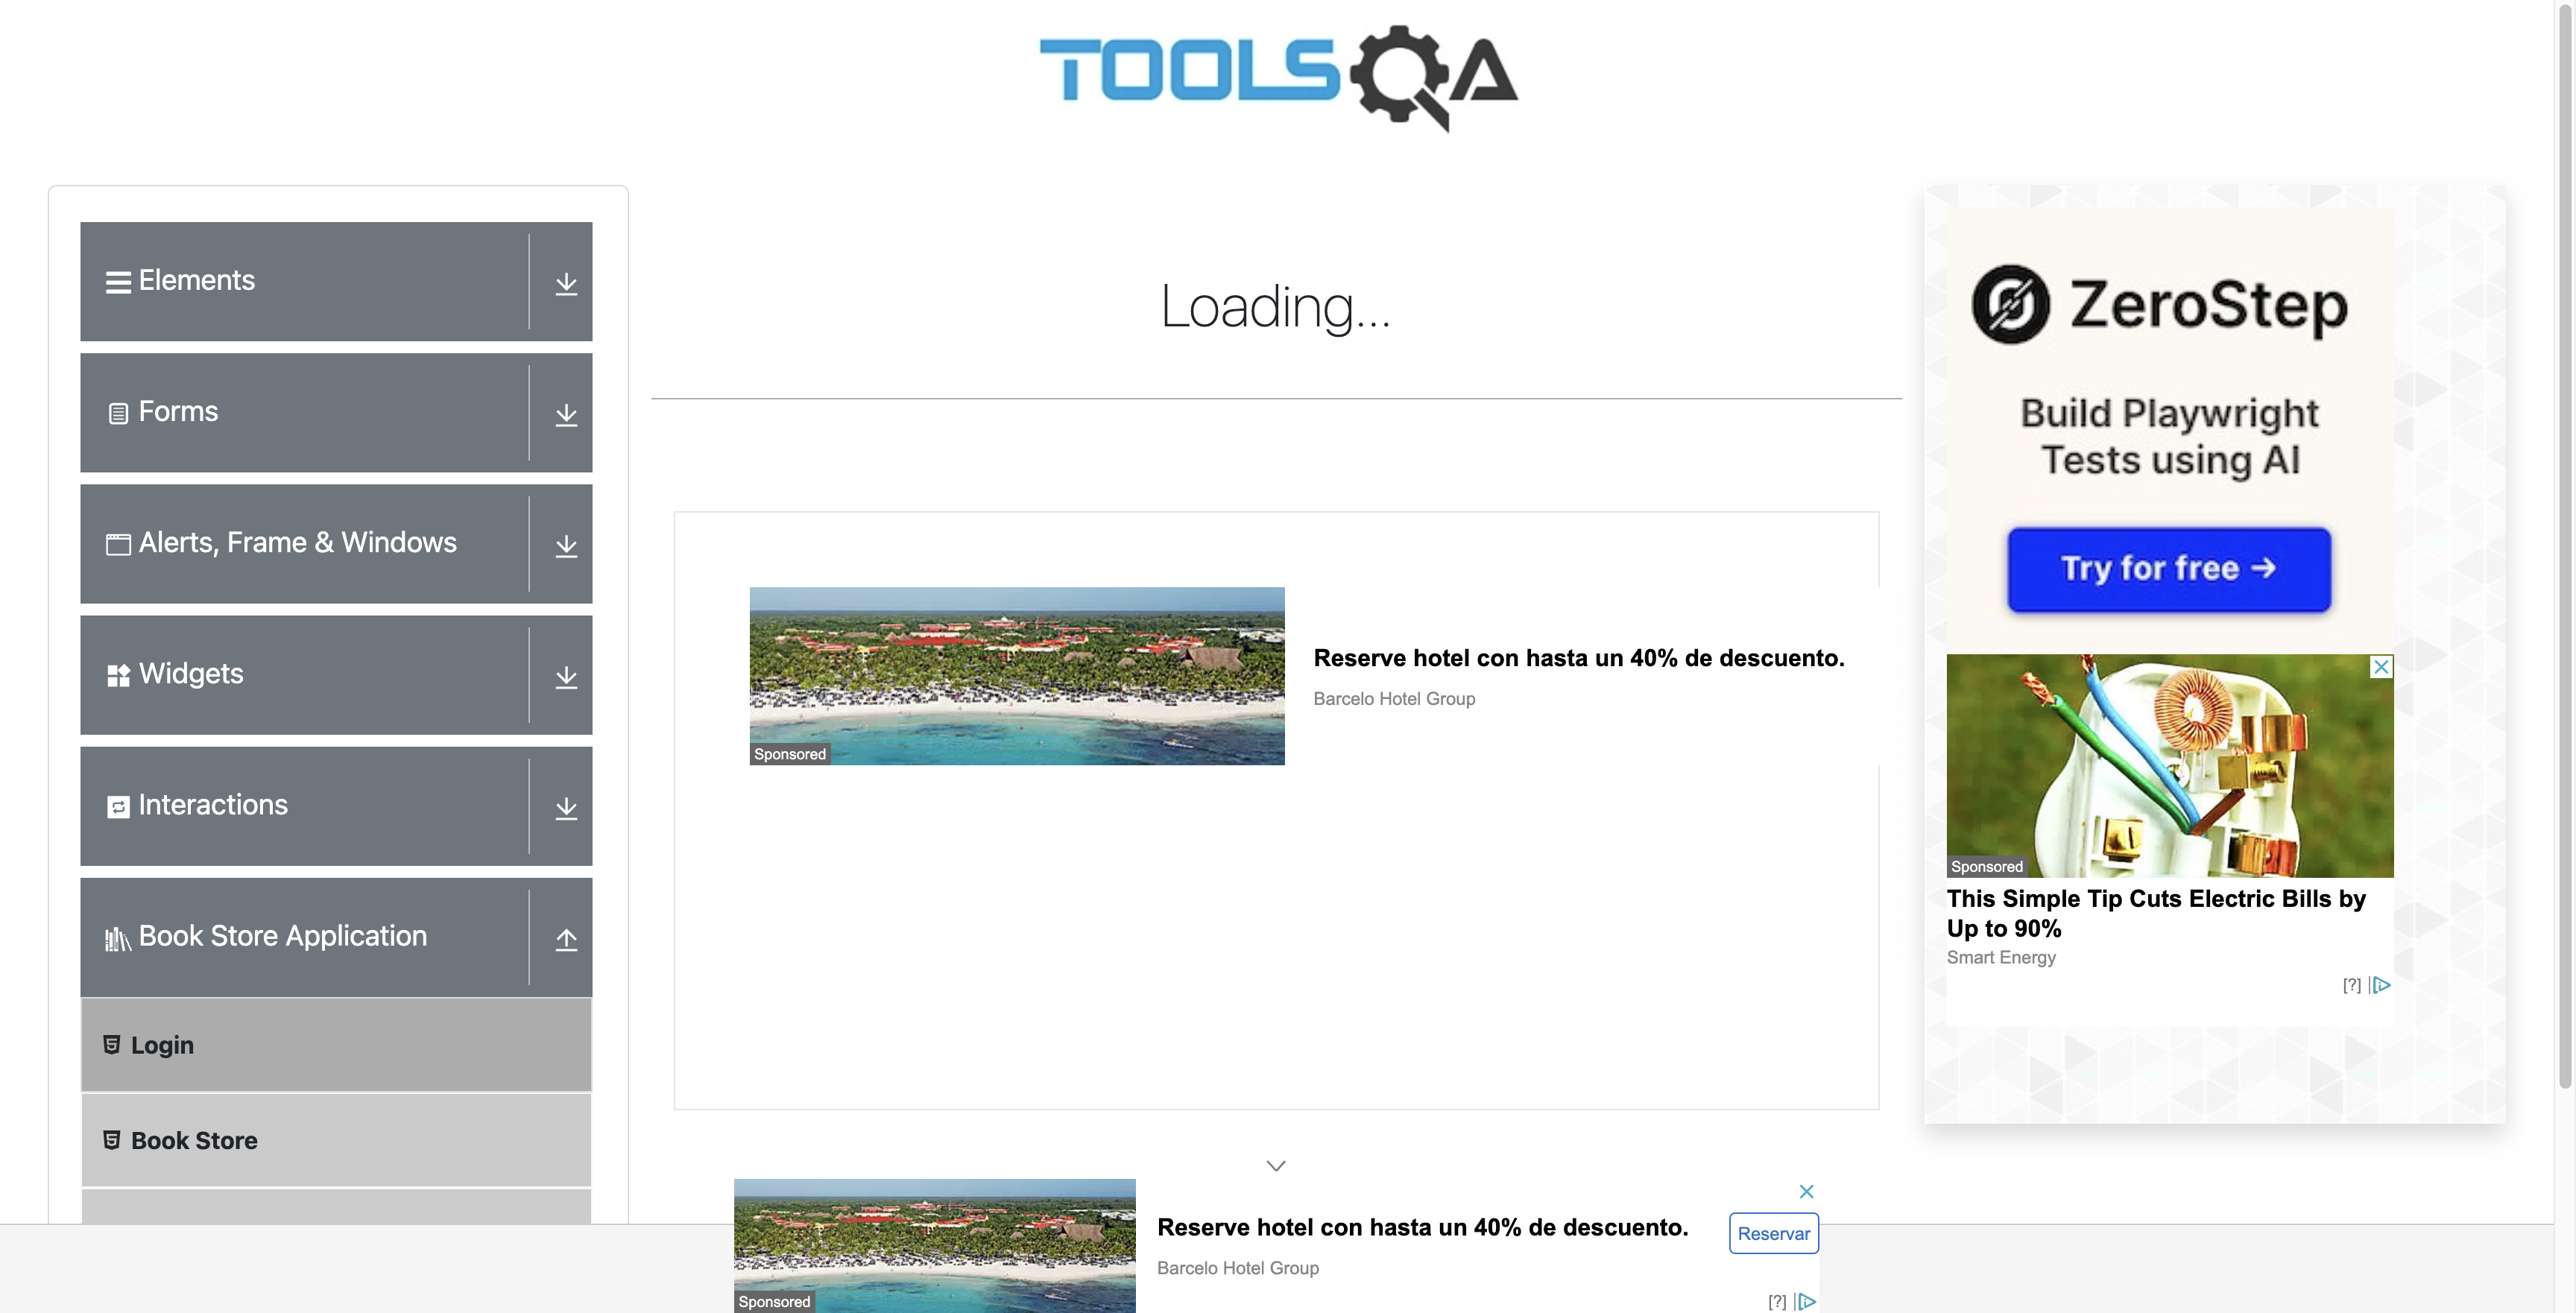 TOOLSQA
Elements
Forms
Alerts, Frame & Windows
Widgets
Interactions
Book Store Application
Login
Book Store
Loading...
Reserve hotel con hasta un 40% de descuento.
Barcelo Hotel Group
Sponsored
Reserve hotel con hasta un 40% de descuento.
Barcelo Hotel Group
Reservar
Sponsored
[?]
ZeroStep
Build Playwright
Tests using AI
Try for free →
Sponsored
This Simple Tip Cuts Electric Bills by
Up to 90%
Smart Energy
[?]